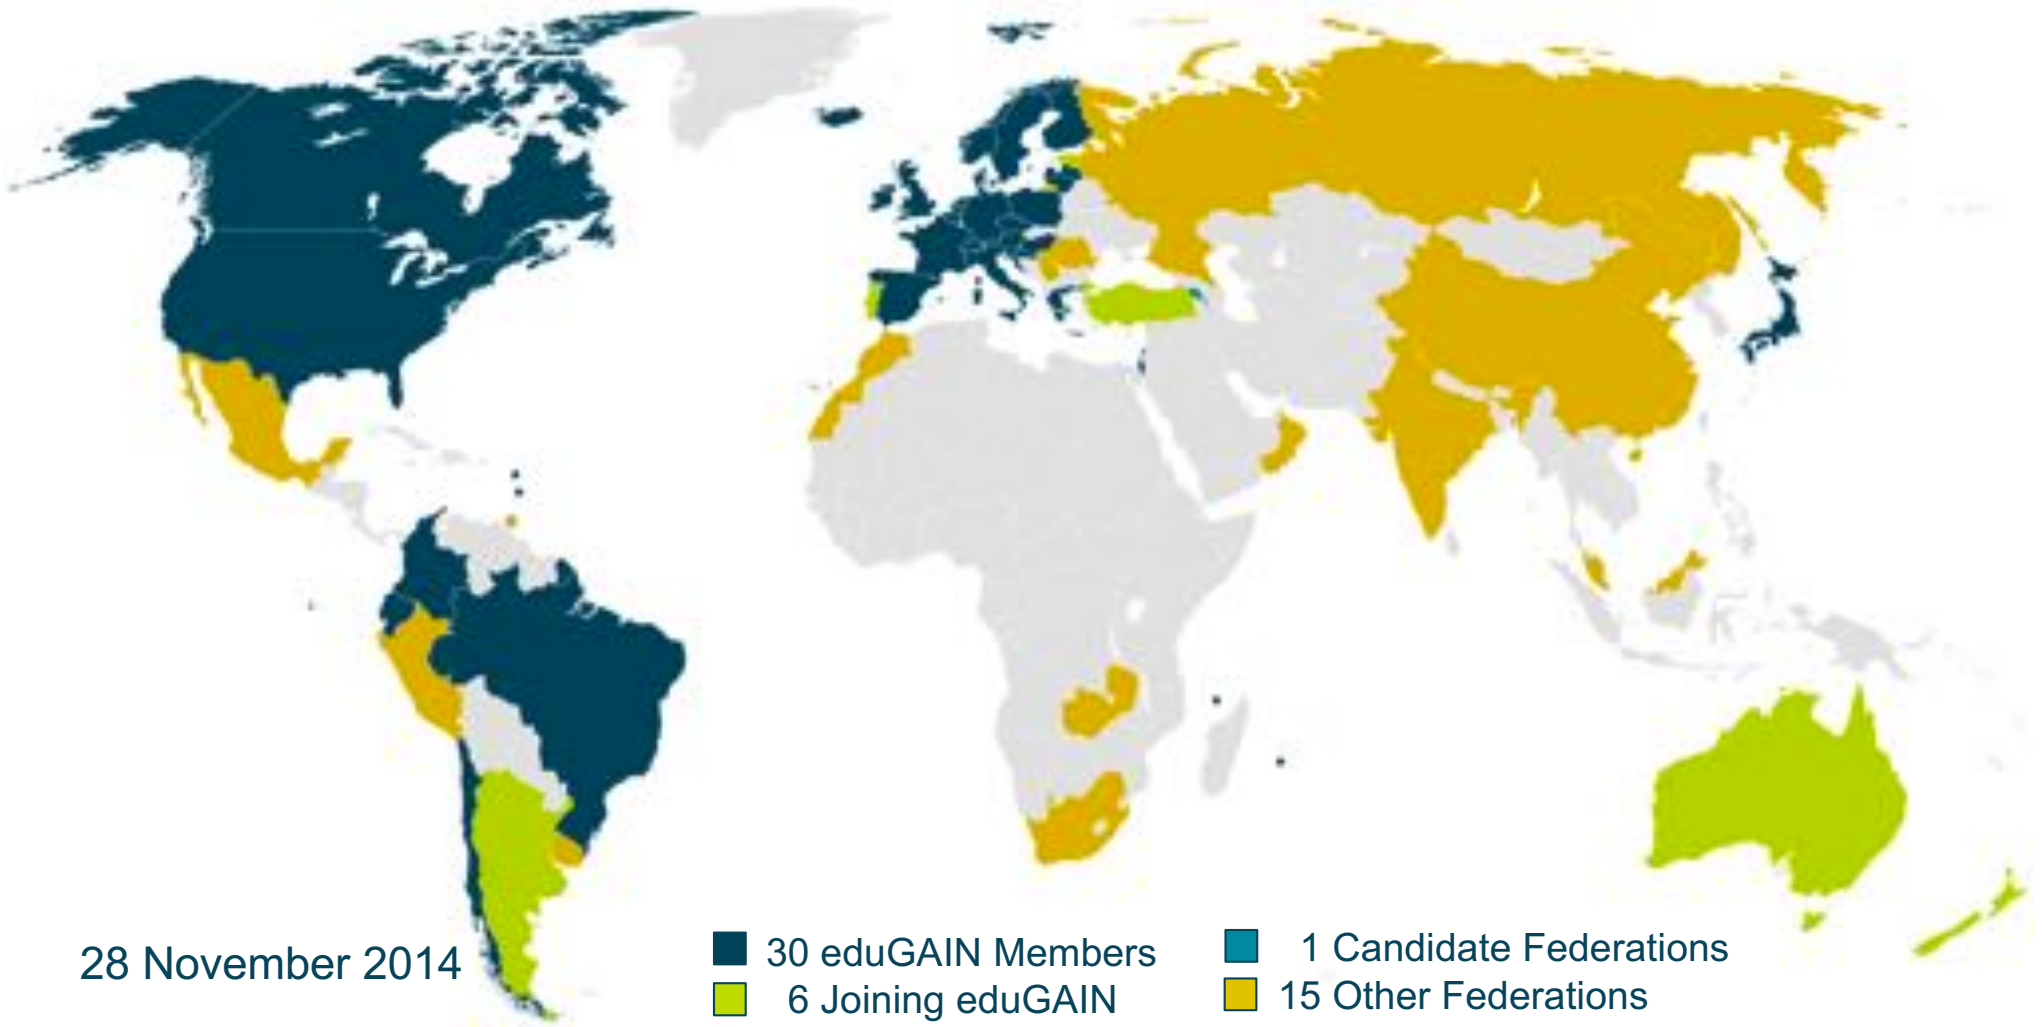 28 November 2014
30 eduGAIN Members
6 Joining eduGAIN
1 Candidate Federations
15 Other Federations